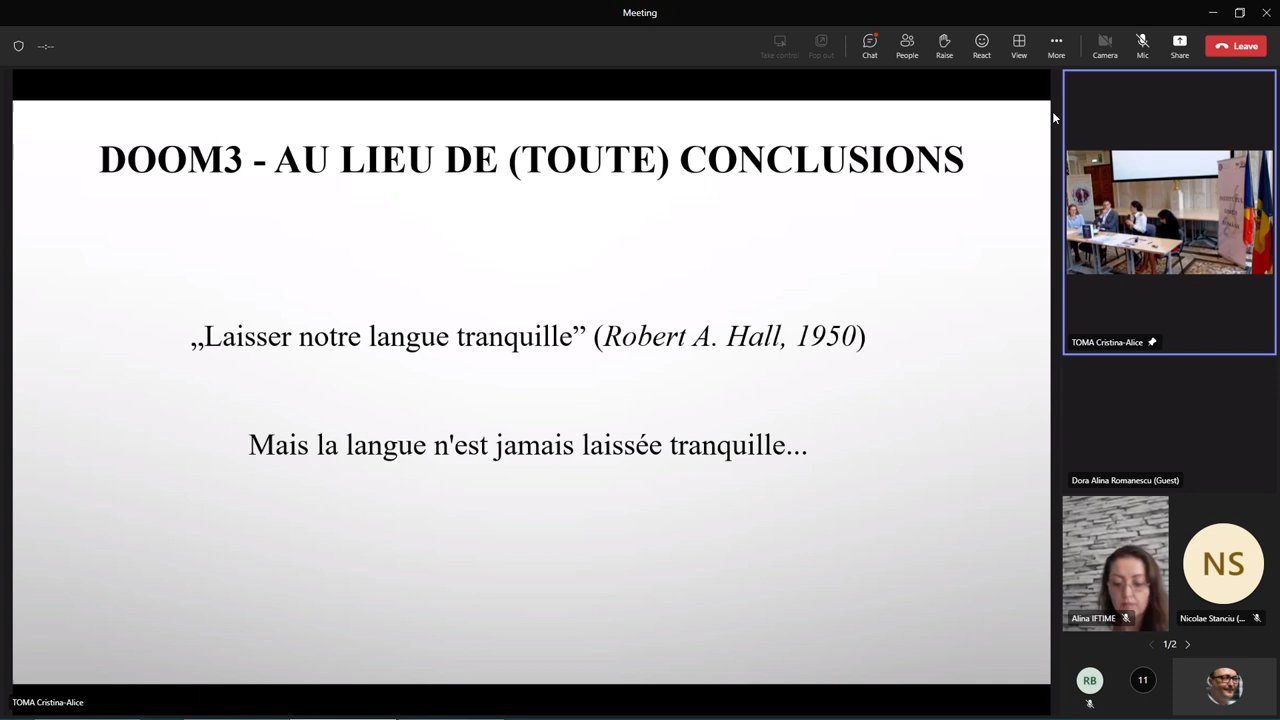 Meeting
--:--
Take control
Pop out
Chat
People
Raise
React
View
More
Camera
Mic
Share
Leave
DOOM3 - AU LIEU DE (TOUTE) CONCLUSIONS
„Laisser notre langue tranquille” (Robert A. Hall, 1950)
Mais la langue n'est jamais laissée tranquille...
TOMA Cristina-Alice
TOMA Cristina-Alice
Dora Alina Romanescu (Guest)
NS
Alina IFTIME
Nicolae Stanciu (...
1/2
RB
11